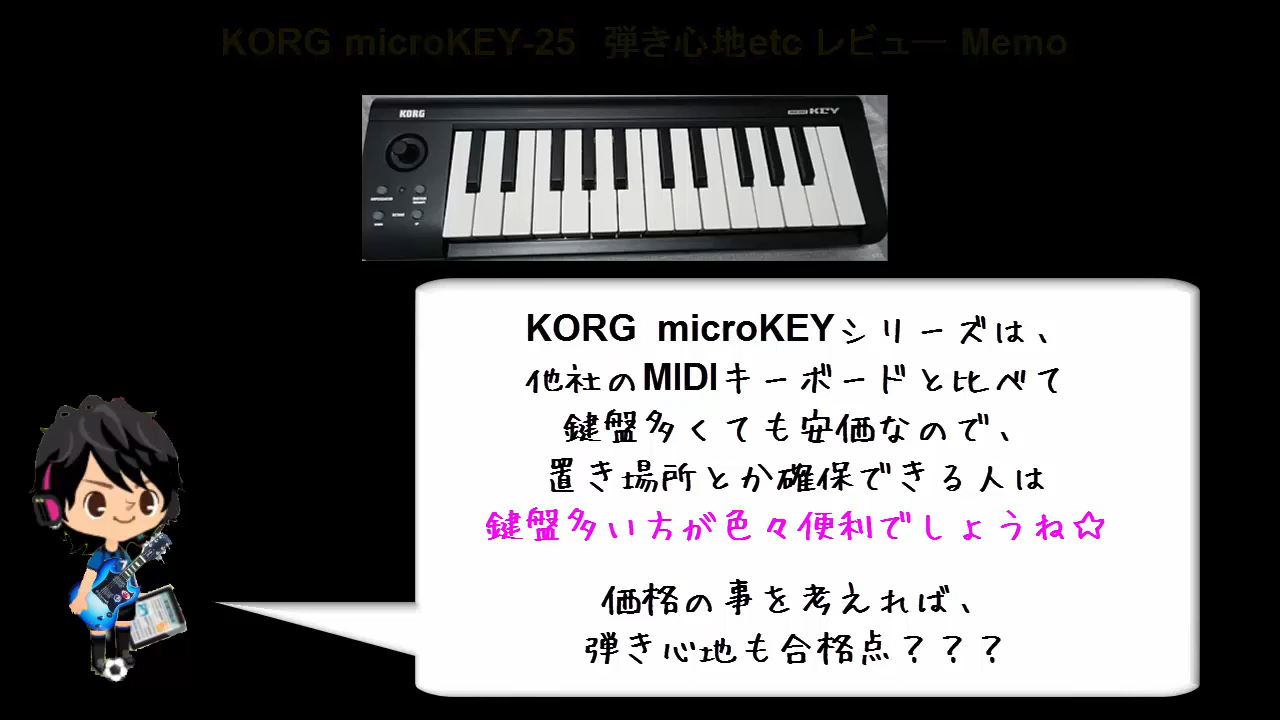 KORG microKEY-25 弾き心地etc レビュー Memo
KORG
KEY
KORG microKEYシリーズは、
他社のMIDIキーボードと比べて
鍵盤多くても安価なので、
置き場所とか確保できる人は
鍵盤多い方が色々便利でしょうね☆
価格の事を考えれば、
弾き心地も合格点？？？